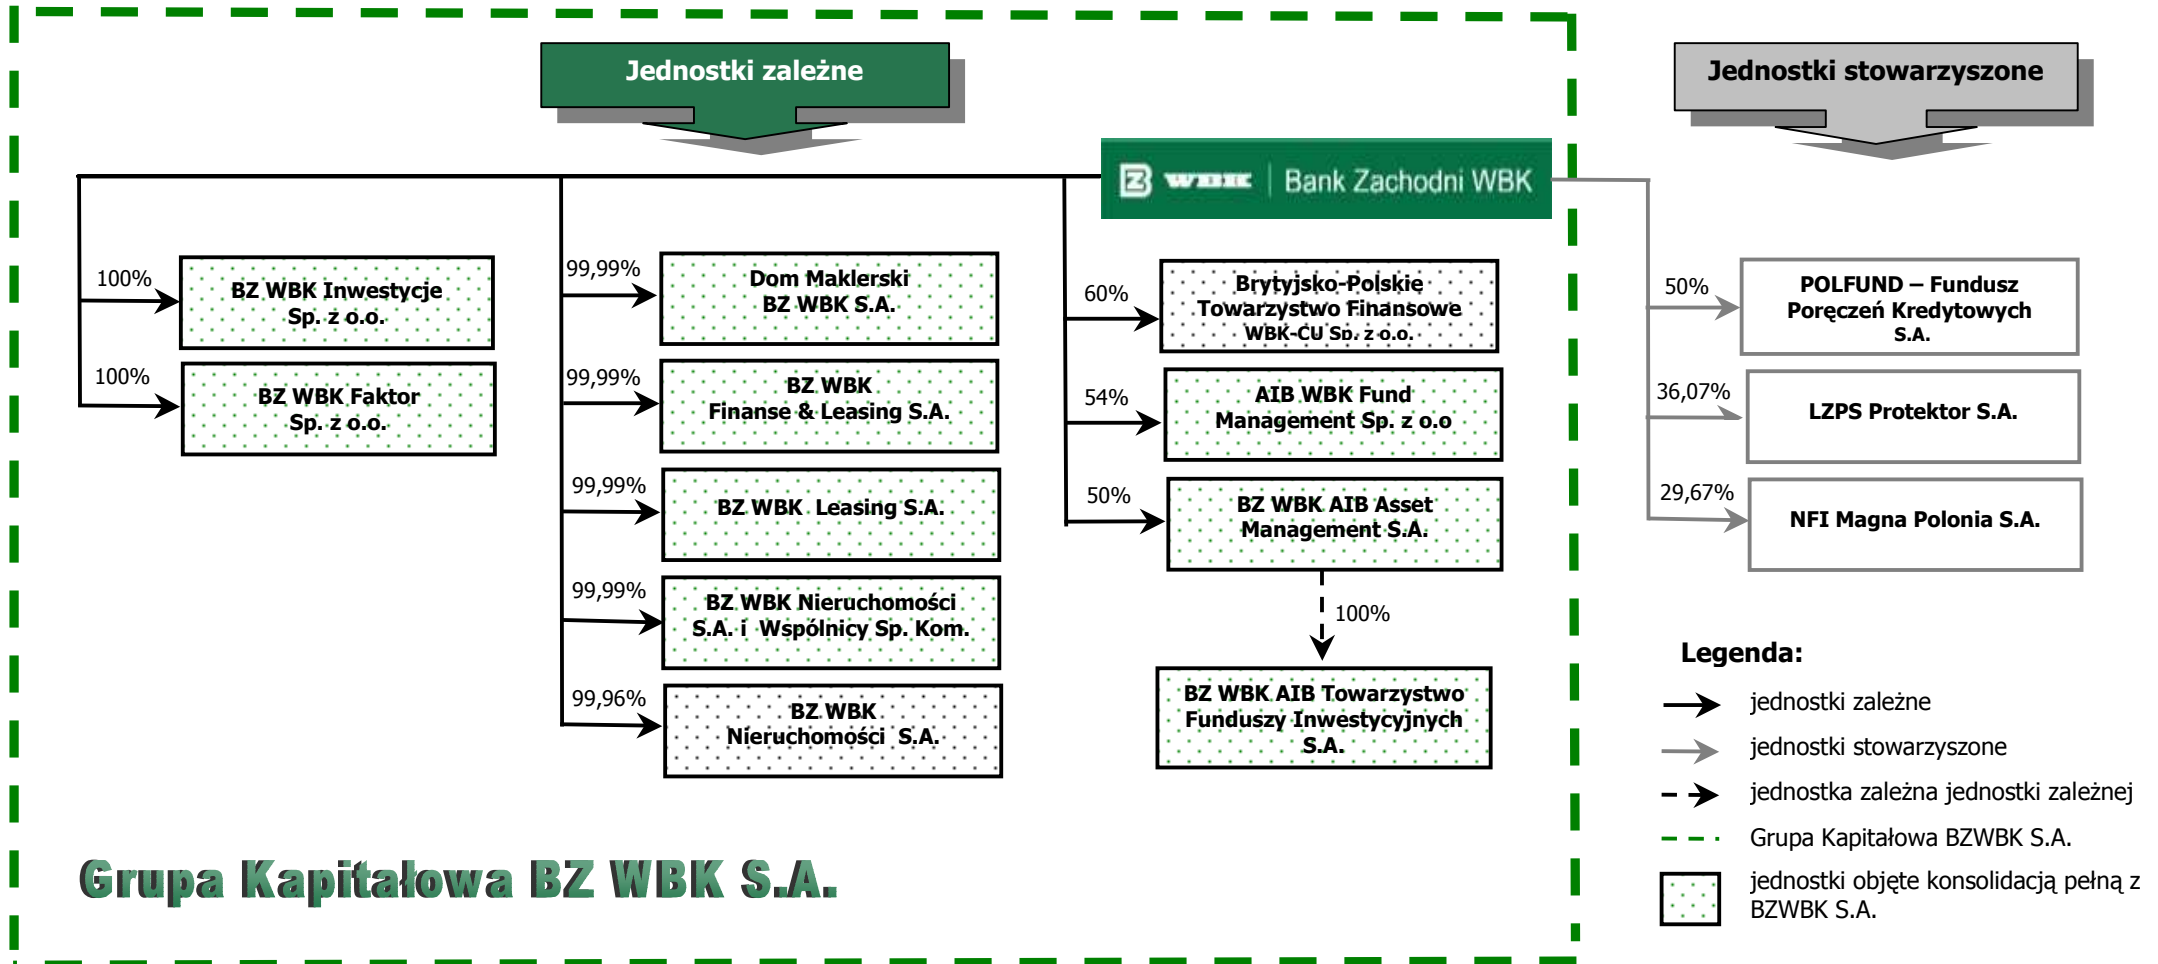 Jednostki zależne
Jednostki stowarzyszone
BZ WBK | Bank Zachodni WBK
100%
BZ WBK Inwestycje
Sp. z o.o.
100%
BZ WBK Faktor
Sp. z o.o.
99,99%
Dom Maklerski
BZ WBK S.A.
99,99%
BZ WBK
Finanse & Leasing S.A.
99,99%
BZ WBK Leasing S.A.
99,99%
BZ WBK Nieruchomości
S.A. i Wspólnicy Sp. Kom.
99,96%
BZ WBK
Nieruchomości S.A.
60%
Brytyjsko-Polskie
Towarzystwo Finansowe
WBK-CU Sp. z o.o.
54%
AIB WBK Fund
Management Sp. z o.o
50%
BZ WBK AIB Asset
Management S.A.
100%
BZ WBK AIB Towarzystwo
Funduszy Inwestycyjnych
S.A.
50%
POLFUND – Fundusz
Poręczeń Kredytowych
S.A.
36,07%
LZPS Protektor S.A.
29,67%
NFI Magna Polonia S.A.
Legenda:
jednostki zależne
jednostki stowarzyszone
jednostka zależna jednostki zależnej
Grupa Kapitałowa BZWBK S.A.
jednostki objęte konsolidacją pełną z
BZWBK S.A.
Grupa Kapitałowa BZ WBK S.A.